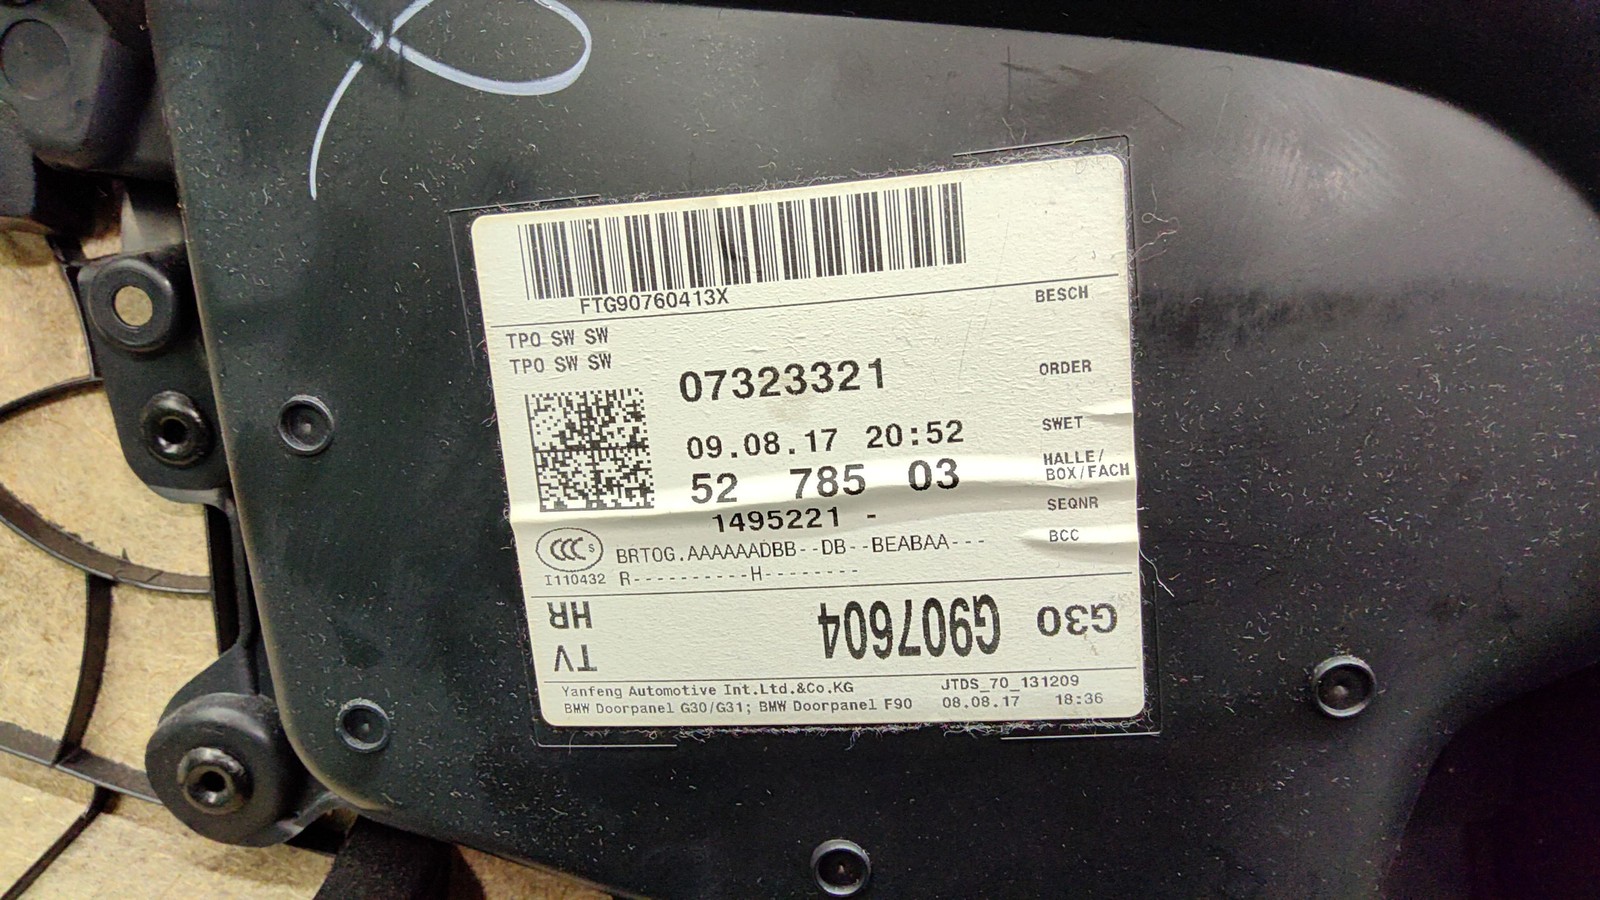 FTG90760413X
BESCH
TPO SW SW
TPO SW SW
07323321
ORDER
09.08.17 20:52
SWET
52 785 03
HALLE/
BOX/FACH
1495221 -
SEQNR
CCC S
BRTOG.AAAAAADBB--DB--BEABAA---
BCC
I110432
R----------H--------
G30 G907604 HR
TV
Yanfeng Automotive Int.Ltd.&Co.KG
JTDS_70_131209
BMW Doorpanel G30/G31; BMW Doorpanel F90
08.08.17 18:36